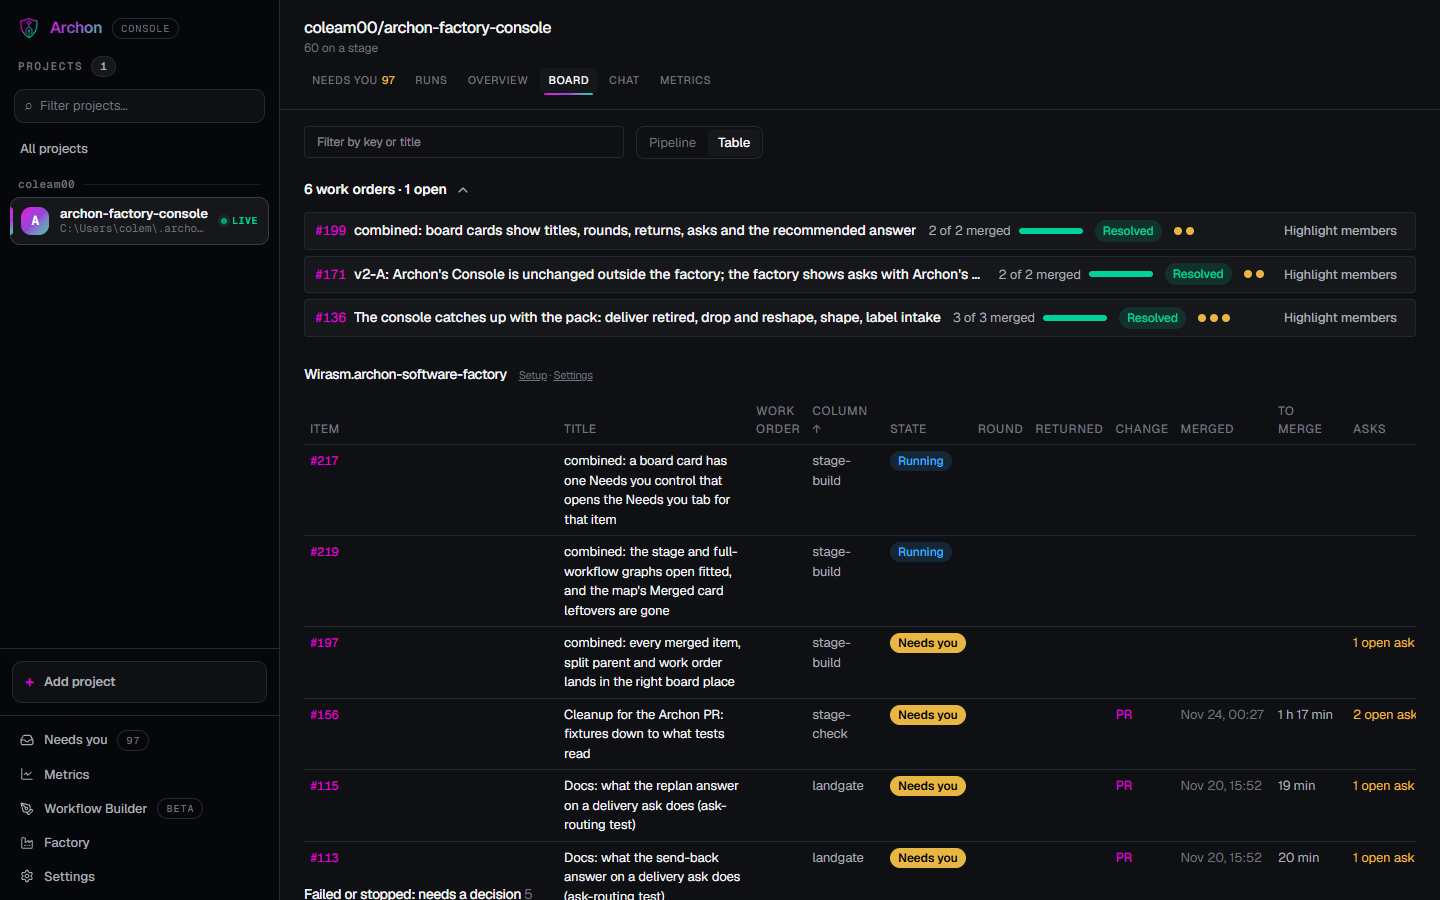 Archon CONSOLE
PROJECTS 1
Filter projects...
All projects
coleam00
A archon-factory-console LIVE
C:\Users\colem\.archo...
+ Add project
Needs you 97
Metrics
Workflow Builder BETA
Factory
Settings
coleam00/archon-factory-console
60 on a stage
NEEDS YOU 97 RUNS OVERVIEW BOARD CHAT METRICS
Filter by key or title Pipeline Table
6 work orders · 1 open
#199 combined: board cards show titles, rounds, returns, asks and the recommended answer 2 of 2 merged Resolved Highlight members
#171 v2-A: Archon's Console is unchanged outside the factory; the factory shows asks with Archon's ... 2 of 2 merged Resolved Highlight members
#136 The console catches up with the pack: deliver retired, drop and reshape, shape, label intake 3 of 3 merged Resolved Highlight members
Wirasm.archon-software-factory Setup · Settings
WORK COLUMN TO
ITEM TITLE ORDER ↑ STATE ROUND RETURNED CHANGE MERGED MERGE ASKS
#217 combined: a board card has stage- Running
one Needs you control that build
opens the Needs you tab for
that item
#219 combined: the stage and full- stage- Running
workflow graphs open fitted, build
and the map's Merged card
leftovers are gone
#197 combined: every merged item, stage- Needs you 1 open ask
split parent and work order build
lands in the right board place
#156 Cleanup for the Archon PR: stage- Needs you PR Nov 24, 00:27 1 h 17 min 2 open ask
fixtures down to what tests check
read
#115 Docs: what the replan answer landgate Needs you PR Nov 20, 15:52 19 min 1 open ask
on a delivery ask does (ask-
routing test)
#113 Docs: what the send-back landgate Needs you PR Nov 20, 15:52 20 min 1 open ask
answer on a delivery ask does
(ask-routing test)
Failed or stopped: needs a decision 5